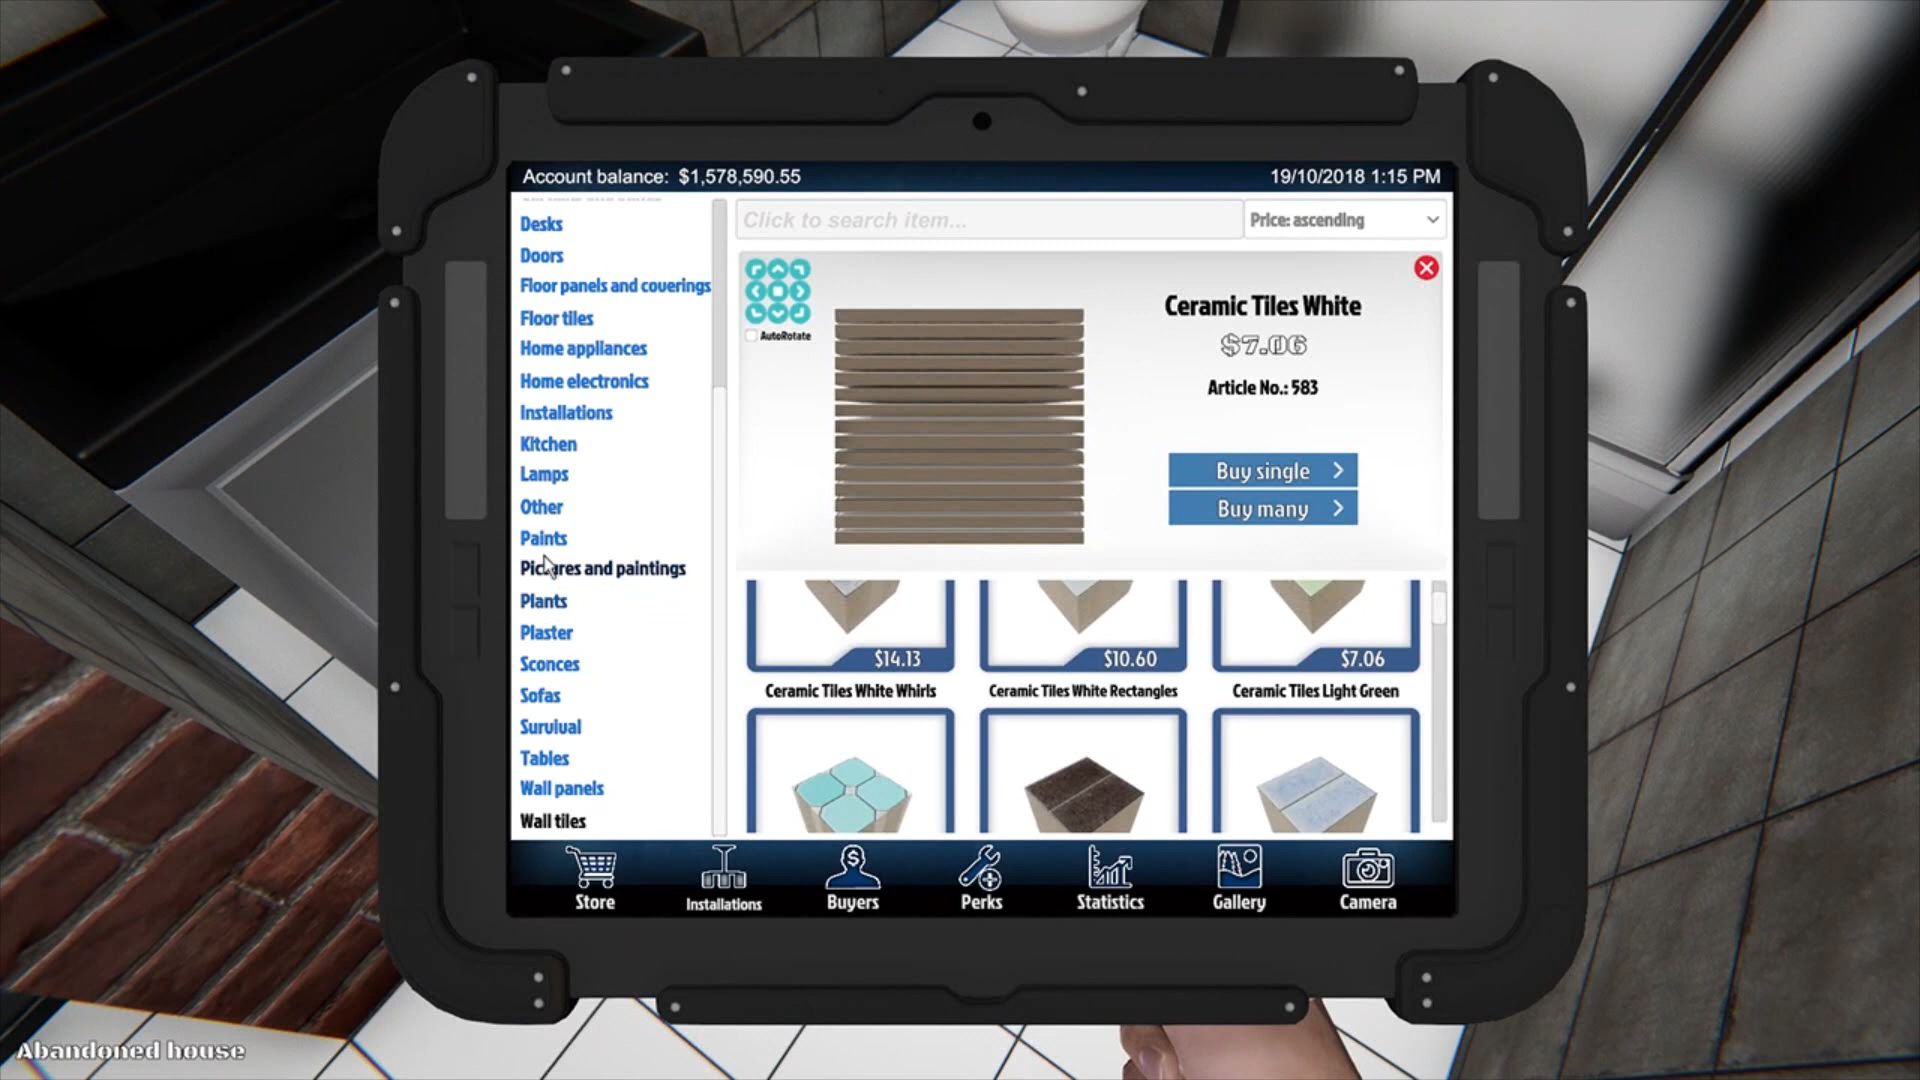 Account balance: $1,578,590.55
19/10/2018 1:15 PM
Desks
Doors
Floor panels and coverings
Floor tiles
Home appliances
Home electronics
Installations
Kitchen
Lamps
Other
Paints
Pictures and paintings
Plants
Plaster
Sconces
Sofas
Survival
Tables
Wall panels
Wall tiles
Click to search item...
Price: ascending
AutoRotate
Ceramic Tiles White
$7.06
Article No.: 583
Buy single
Buy many
$14.13
$10.60
$7.06
Ceramic Tiles White Whirls
Ceramic Tiles White Rectangles
Ceramic Tiles Light Green
Store
Installations
Buyers
Perks
Statistics
Gallery
Camera
Abandoned house